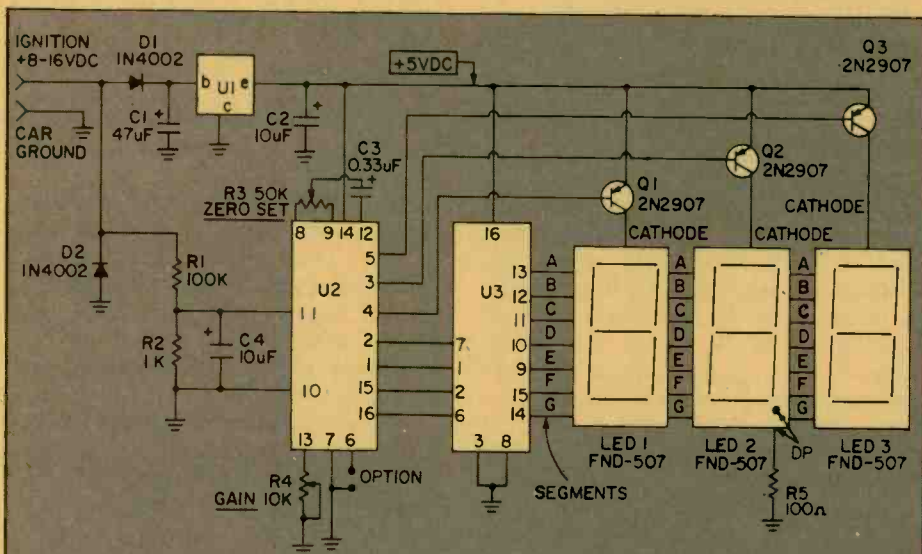 IGNITION
+8-16VDC
D1
1N4002
b U1 e
c
+5VDC
Q3
2N2907
C1
47uF
+
C2
10uF
+
CAR
GROUND
C3
0.33uF
+
R3 50K
ZERO SET
Q2
2N2907
Q1
2N2907
CATHODE
CATHODE
CATHODE
8 9 14 12
16
D2
1N4002
R1
100K
R2
1K
C4
10uF
+
U2
11
10
5
3
4
2
1
15
16
13 7 6
U3
7
1
2
6
13
12
11
10
9
15
14
3 8
A
B
C
D
E
F
G
A
B
C
D
E
F
G
A
B
C
D
E
F
G
R4
10K
GAIN
OPTION
SEGMENTS
LED 1
FND-507
LED 2
FND-507
DP
LED 3
FND-507
R5
100Ω